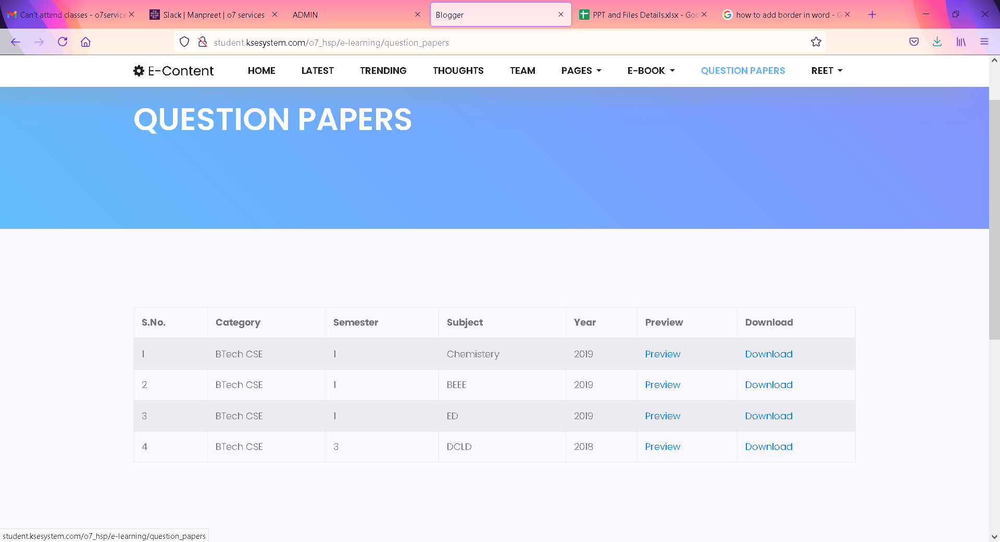 Can't attend classes - o7service
Slack | Manpreet | o7 services
ADMIN
Blogger
PPT and Files Details.xlsx - Goo
how to add border in word - G
student.ksesystem.com/o7_hsp/e-learning/question_papers
E-Content HOME LATEST TRENDING THOUGHTS TEAM PAGES E-BOOK QUESTION PAPERS REET
QUESTION PAPERS
S.No. Category Semester Subject Year Preview Download
1 BTech CSE 1 Chemistery 2019 Preview Download
2 BTech CSE 1 BEEE 2019 Preview Download
3 BTech CSE 1 ED 2019 Preview Download
4 BTech CSE 3 DCLD 2018 Preview Download
student.ksesystem.com/o7_hsp/e-learning/question_papers